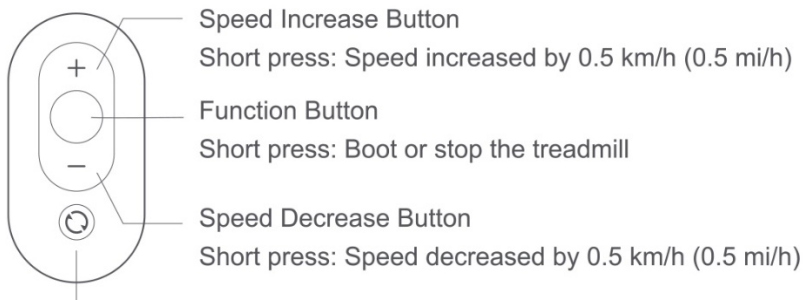 Speed Increase Button
Short press: Speed increased by 0.5 km/h (0.5 mi/h)
+
Function Button
Short press: Boot or stop the treadmill
−
Speed Decrease Button
Short press: Speed decreased by 0.5 km/h (0.5 mi/h)